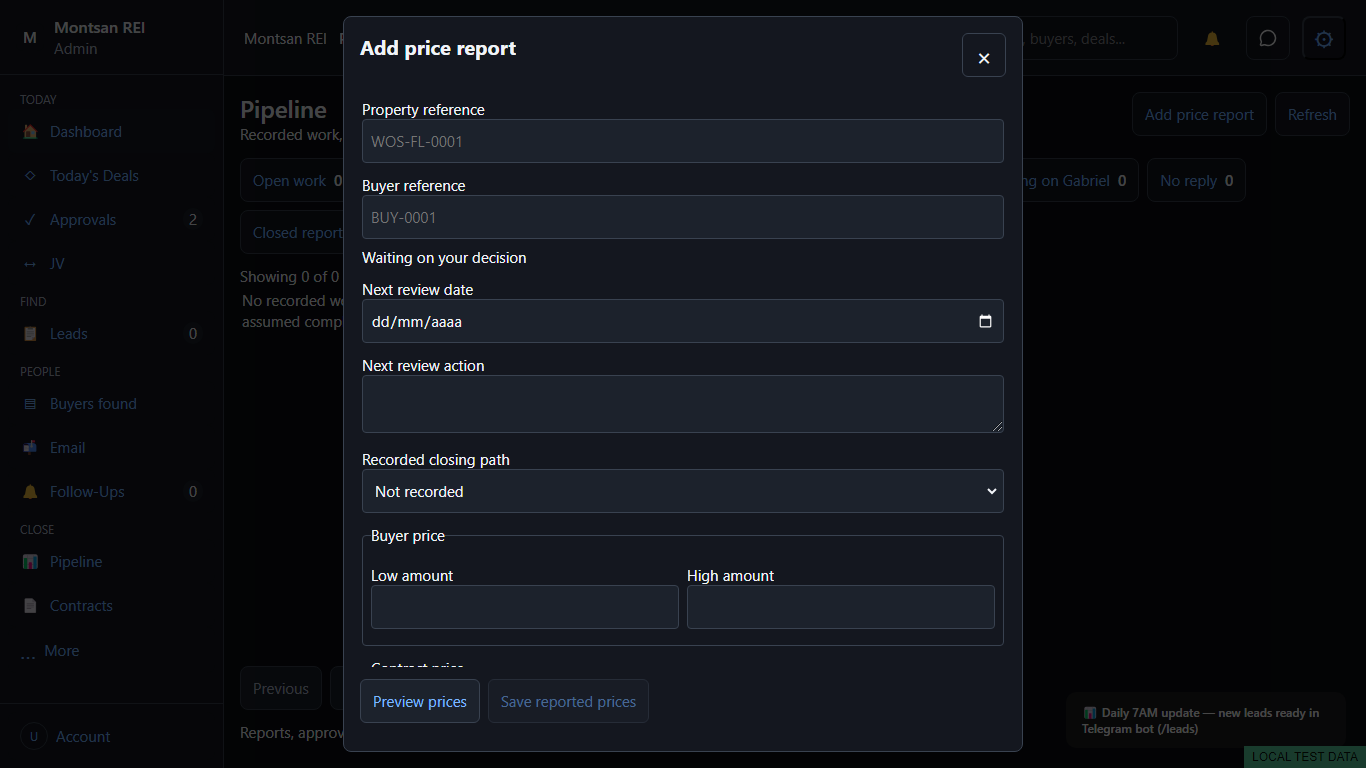 M
Montsan REI
Admin
TODAY
Dashboard
Today's Deals
Approvals 2
JV
FIND
Leads 0
PEOPLE
Buyers found
Email
Follow-Ups 0
CLOSE
Pipeline
Contracts
... More
U Account
Montsan REI
, buyers, deals...
Pipeline
Recorded work,
Add price report
Refresh
Open work 0
ng on Gabriel 0
No reply 0
Closed report
Showing 0 of 0
No recorded
assumed comp
Previous
Reports, approv
Add price report
×
Property reference
WOS-FL-0001
Buyer reference
BUY-0001
Waiting on your decision
Next review date
dd/mm/aaaa
Next review action
Recorded closing path
Not recorded
Buyer price
Low amount
High amount
Contract price
Preview prices
Save reported prices
Daily 7AM update — new leads ready in
Telegram bot (/leads)
LOCAL TEST DATA